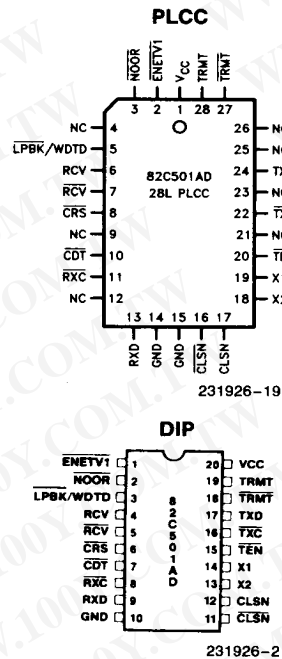 PLCC
NOOR ENETV1 VCC TRMT TRMT
3 2 1 28 27
NC 4 26 N
LPBK/WDTD 5 25 N
RCV 6 24 T
RCV 7 82C501AD 23 N
CRS 8 28L PLCC 22 T
NC 9 21 N
CDT 10 20 T
RXC 11 19 X
NC 12 18 X
13 14 15 16 17
RXD GND GND CLSN CLSN
231926-19
DIP
ENETV1 1 20 VCC
NOOR 2 19 TRMT
LPBK/WDTD 3 18 TRMT
RCV 4 17 TXD
RCV 5 16 TXC
CRS 6 15 TEN
CDT 7 14 X1
RXC 8 13 X2
RXD 9 12 CLSN
GND 10 11 CLSN
82C501AD
231926-2